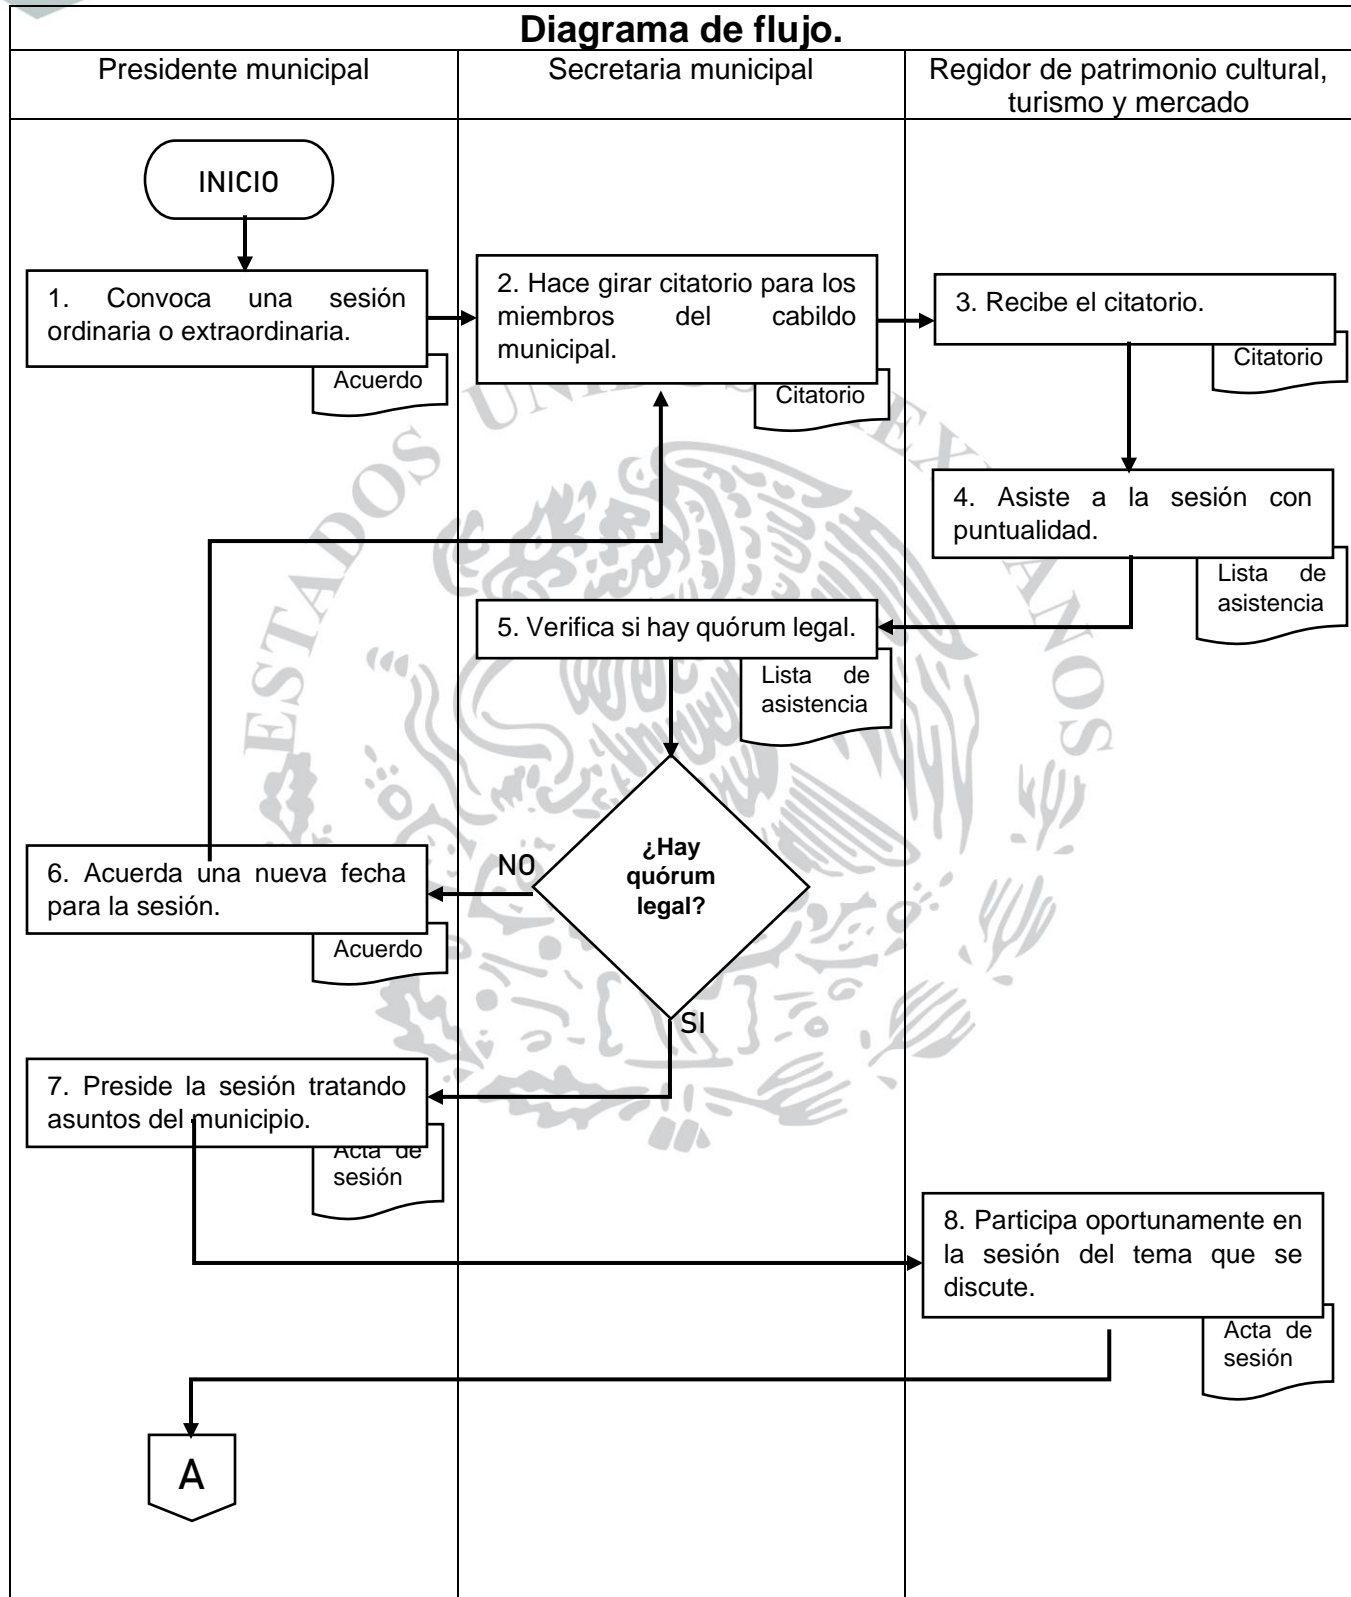 Diagrama de flujo.
Presidente municipal
Secretaria municipal
Regidor de patrimonio cultural,
turismo y mercado
INICIO
1. Convoca una sesión
ordinaria o extraordinaria.
Acuerdo
2. Hace girar citatorio para los
miembros del cabildo
municipal.
Citatorio
3. Recibe el citatorio.
Citatorio
4. Asiste a la sesión con
puntualidad.
Lista de
asistencia
5. Verifica si hay quórum legal.
Lista de
asistencia
¿Hay
quórum
legal?
NO
6. Acuerda una nueva fecha
para la sesión.
Acuerdo
SI
7. Preside la sesión tratando
asuntos del municipio.
Acta de
sesión
8. Participa oportunamente en
la sesión del tema que se
discute.
Acta de
sesión
A